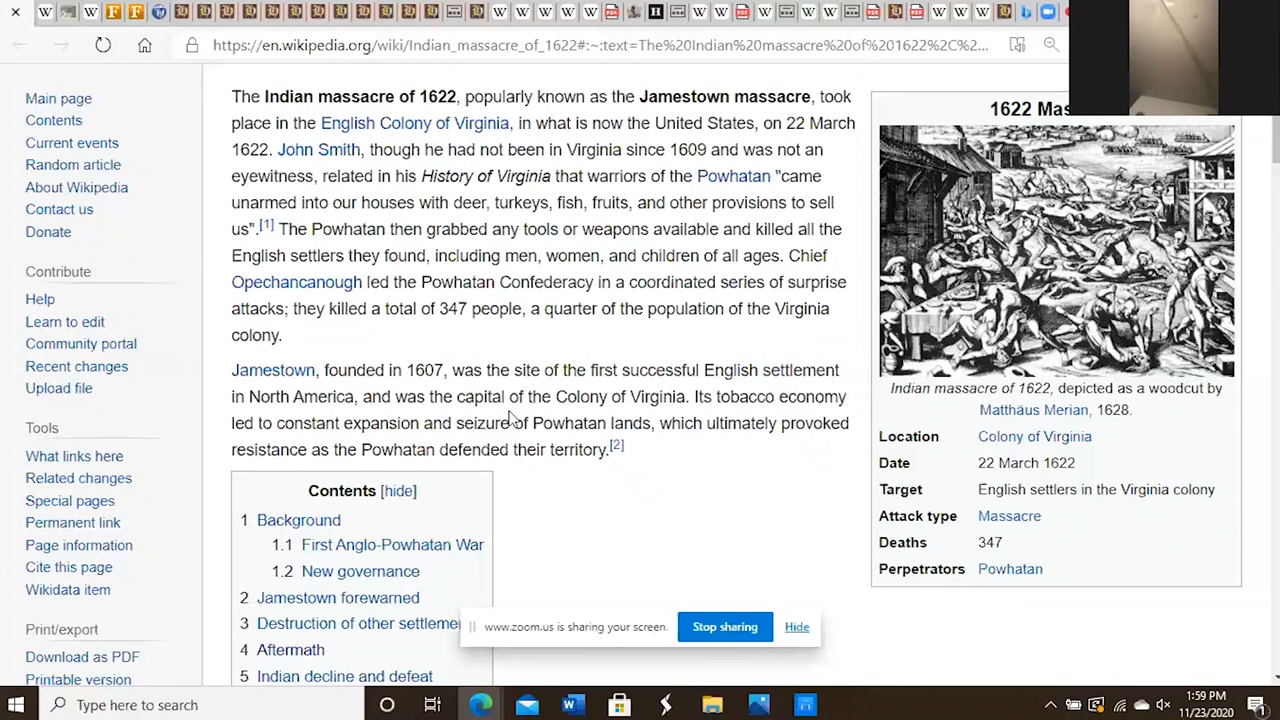 https://en.wikipedia.org/wiki/Indian_massacre_of_1622#:~:text=The%20Indian%20massacre%20of%201622%2C%2...
Main page
Contents
Current events
Random article
About Wikipedia
Contact us
Donate
Contribute
Help
Learn to edit
Community portal
Recent changes
Upload file
Tools
What links here
Related changes
Special pages
Permanent link
Page information
Cite this page
Wikidata item
Print/export
Download as PDF
Printable version
The Indian massacre of 1622, popularly known as the Jamestown massacre, took
place in the English Colony of Virginia, in what is now the United States, on 22 March
1622. John Smith, though he had not been in Virginia since 1609 and was not an
eyewitness, related in his History of Virginia that warriors of the Powhatan "came
unarmed into our houses with deer, turkeys, fish, fruits, and other provisions to sell
us".[1] The Powhatan then grabbed any tools or weapons available and killed all the
English settlers they found, including men, women, and children of all ages. Chief
Opechancanough led the Powhatan Confederacy in a coordinated series of surprise
attacks; they killed a total of 347 people, a quarter of the population of the Virginia
colony.
Jamestown, founded in 1607, was the site of the first successful English settlement
in North America, and was the capital of the Colony of Virginia. Its tobacco economy
led to constant expansion and seizure of Powhatan lands, which ultimately provoked
resistance as the Powhatan defended their territory.[2]
Contents [hide]
1 Background
1.1 First Anglo-Powhatan War
1.2 New governance
2 Jamestown forewarned
3 Destruction of other settleme
4 Aftermath
5 Indian decline and defeat
1622 Mas
Indian massacre of 1622, depicted as a woodcut by
Matthäus Merian, 1628.
Location Colony of Virginia
Date 22 March 1622
Target English settlers in the Virginia colony
Attack type Massacre
Deaths 347
Perpetrators Powhatan
www.zoom.us is sharing your screen. Stop sharing Hide
Type here to search
1:59 PM
11/23/2020